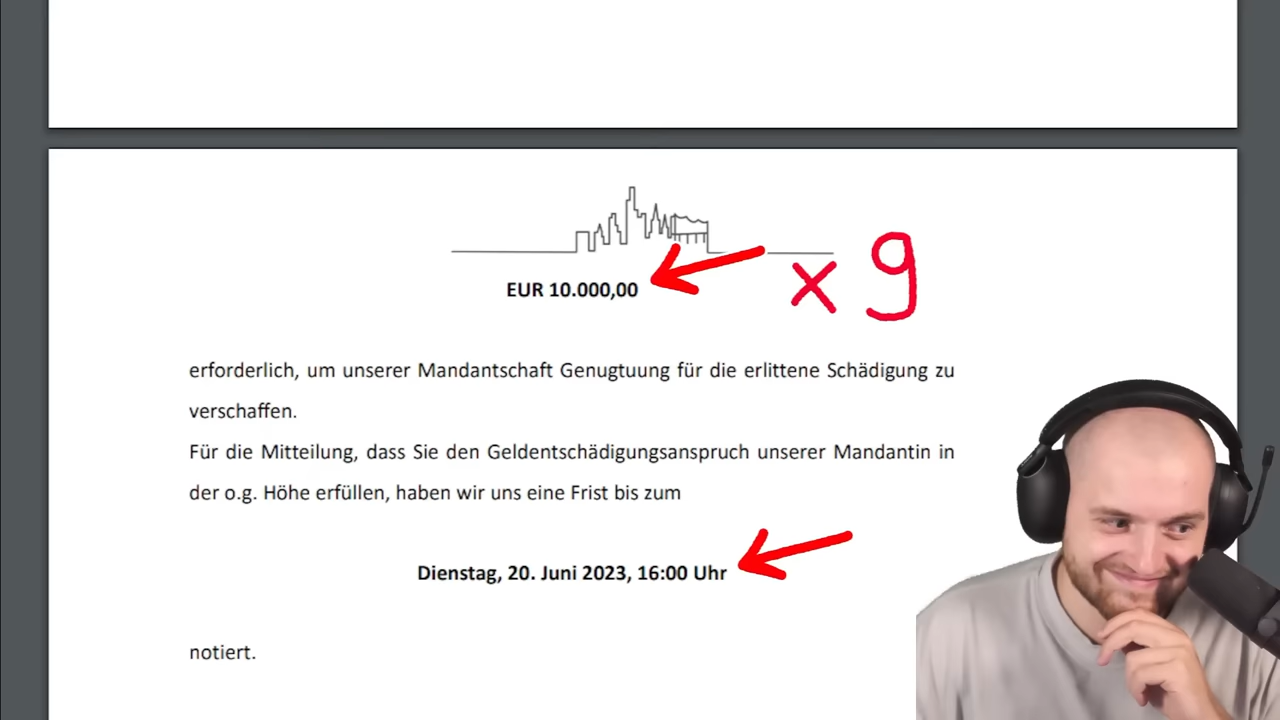 EUR 10.000,00
x 9
erforderlich, um unserer Mandantschaft Genugtuung für die erlittene Schädigung zu
verschaffen.
Für die Mitteilung, dass Sie den Geldentschädigungsanspruch unserer Mandantin in
der o.g. Höhe erfüllen, haben wir uns eine Frist bis zum
Dienstag, 20. Juni 2023, 16:00 Uhr
notiert.